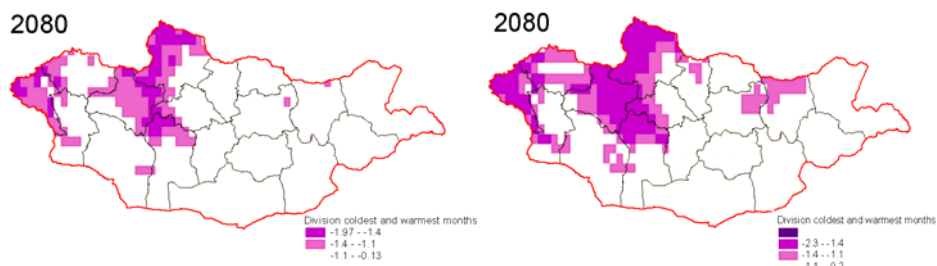 2080
Division coldest and warmest months
-1.97 - -1.4
-1.4 - -1.1
-1.1 - -0.13
2080
Division coldest and warmest months
-2.3 - -1.4
-1.4 - -1.1